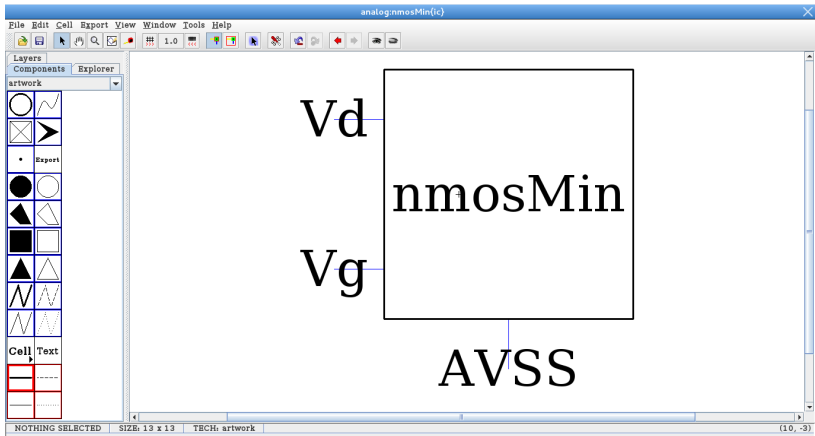 analog:nmosMin{ic}
File Edit Cell Export View Window Tools Help
1.0
Layers
Components Explorer
artwork
Export
Cell Text
Vd
nmosMin
Vg
AVSS
NOTHING SELECTED SIZE: 13 x 13 TECH: artwork (10, -3)